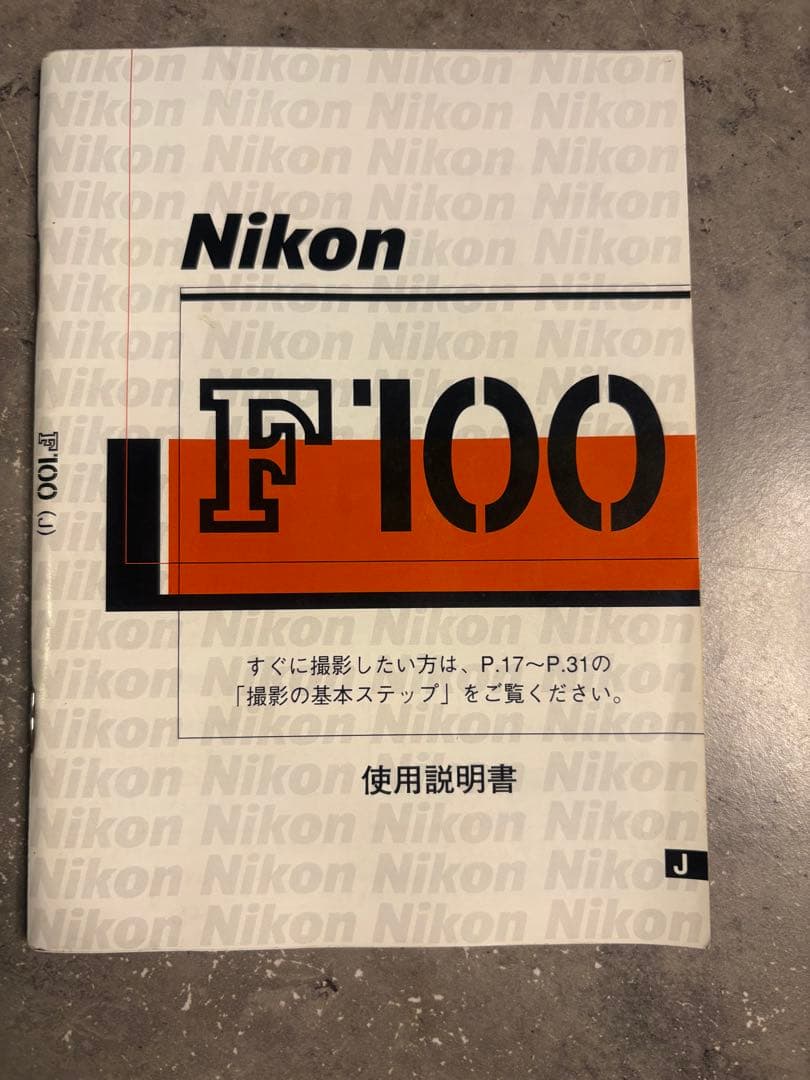 Nikon
F100
すぐに撮影したい方は、P.17～P.31の
「撮影の基本ステップ」をご覧ください。
使用説明書
J
F100 (J)